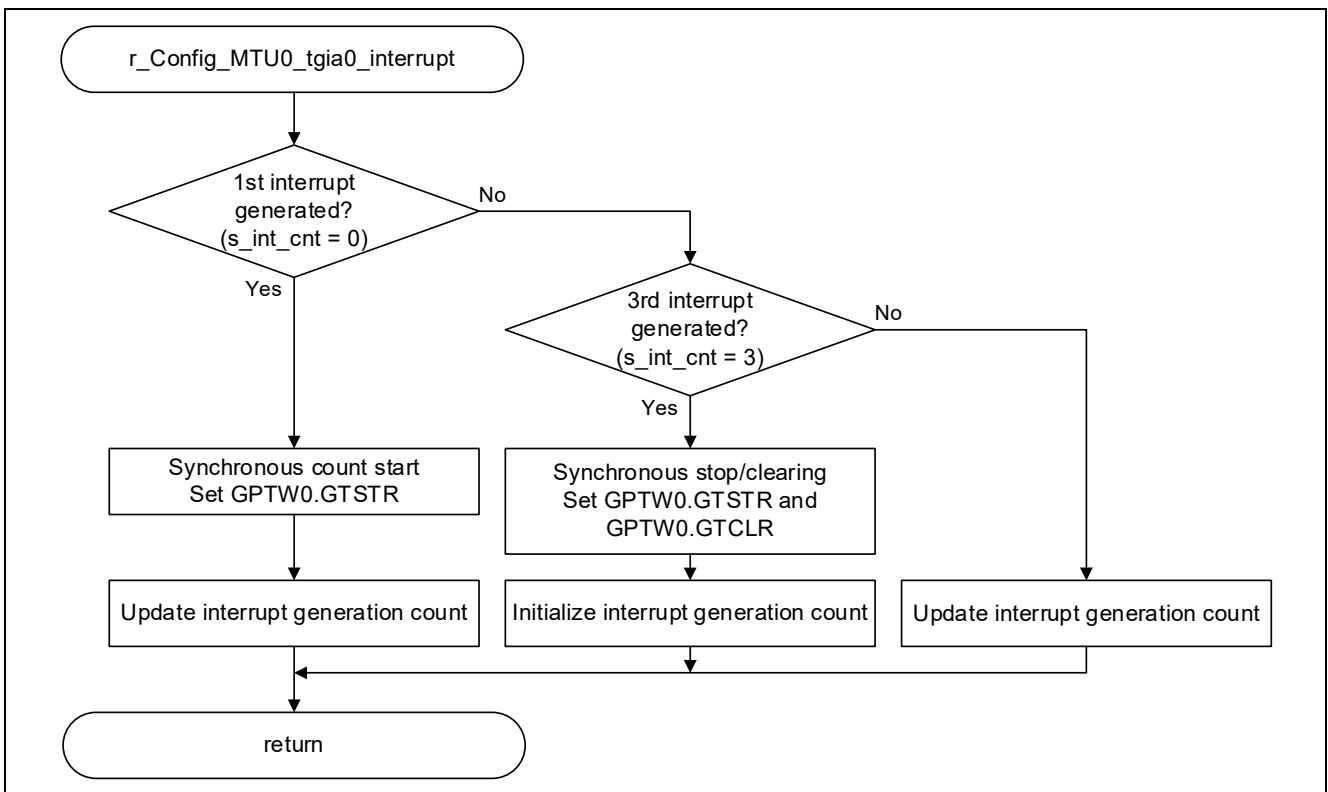 r_Config_MTU0_tgia0_interrupt
1st interrupt
generated?
(s_int_cnt = 0)
No
Yes
3rd interrupt
generated?
(s_int_cnt = 3)
No
Yes
Synchronous count start
Set GPTW0.GTSTR
Synchronous stop/clearing
Set GPTW0.GTSTR and
GPTW0.GTCLR
Update interrupt generation count
Initialize interrupt generation count
Update interrupt generation count
return